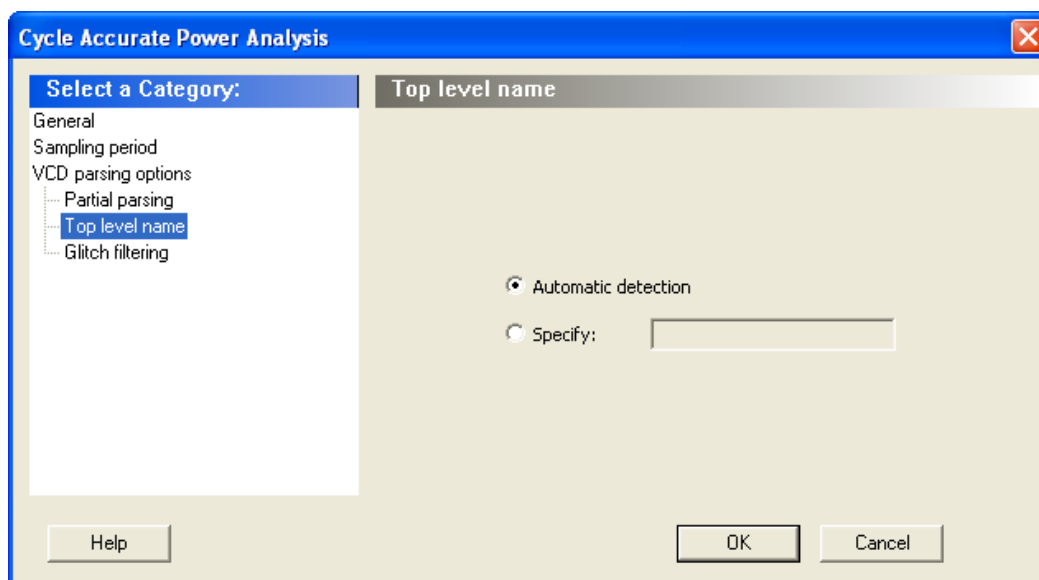 Cycle Accurate Power Analysis
Select a Category:
General
Sampling period
VCD parsing options
Partial parsing
Top level name
Glitch filtering
Top level name
Automatic detection
Specify:
Help
OK
Cancel